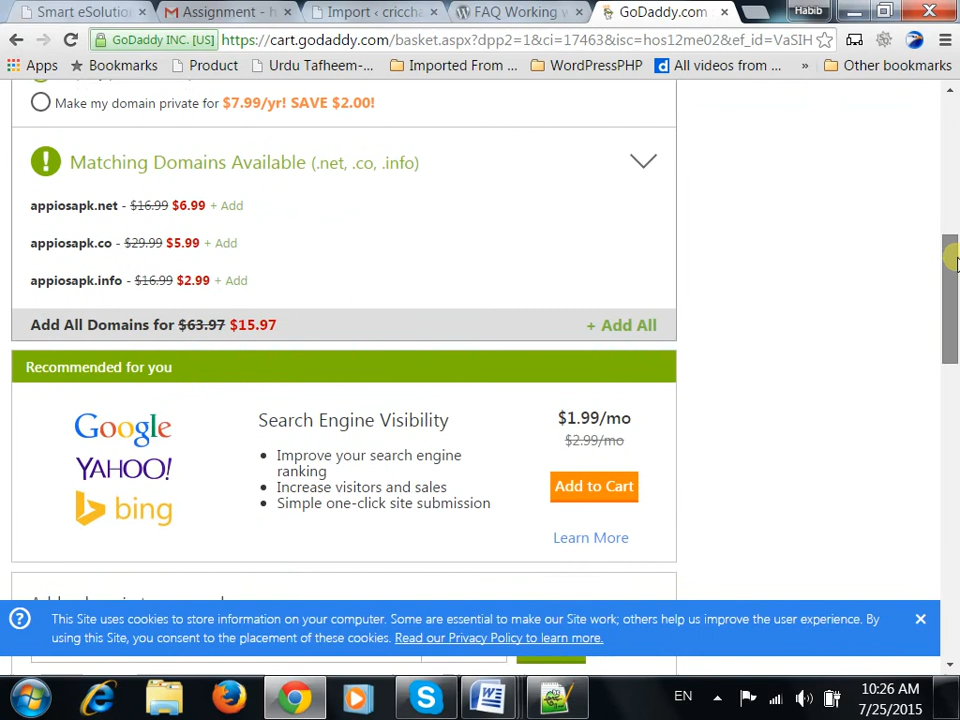 Smart eSolutio
Assignment - h
Import ‹ cricch
FAQ Working w
GoDaddy.com
Habib
GoDaddy INC. [US]
https://cart.godaddy.com/basket.aspx?dpp2=1&ci=17463&isc=hos12me02&ef_id=VaSIH
Apps
Bookmarks
Product
Urdu Tafheem-...
Imported From ...
WordPressPHP
All videos from ...
»
Other bookmarks
Make my domain private for $7.99/yr! SAVE $2.00!
Matching Domains Available (.net, .co, .info)
appiosapk.net - $16.99 $6.99 + Add
appiosapk.co - $29.99 $5.99 + Add
appiosapk.info - $16.99 $2.99 + Add
Add All Domains for $63.97 $15.97
+ Add All
Recommended for you
Google
YAHOO!
bing
Search Engine Visibility
• Improve your search engine
ranking
• Increase visitors and sales
• Simple one-click site submission
$1.99/mo
$2.99/mo
Add to Cart
Learn More
This Site uses cookies to store information on your computer. Some are essential to make our Site work; others help us improve the user experience. By
using this Site, you consent to the placement of these cookies. Read our Privacy Policy to learn more.
EN
10:26 AM
7/25/2015